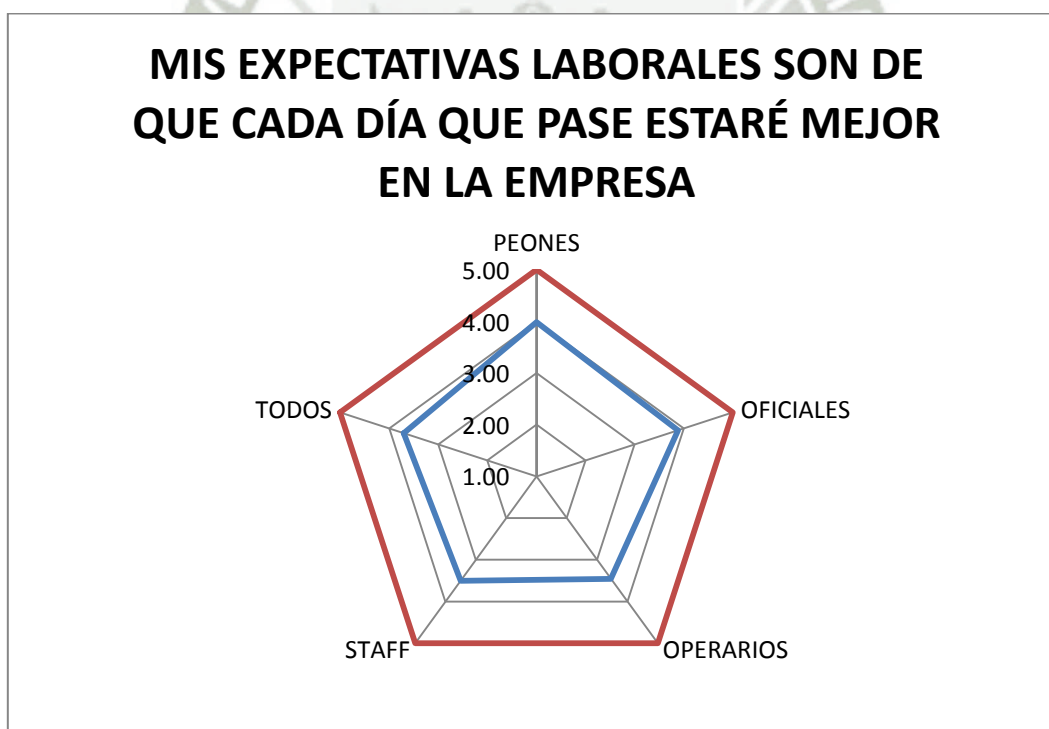 MIS EXPECTATIVAS LABORALES SON DE
QUE CADA DÍA QUE PASE ESTARÉ MEJOR
EN LA EMPRESA
PEONES
5.00
4.00
3.00
TODOS
OFICIALES
2.00
1.00
STAFF
OPERARIOS